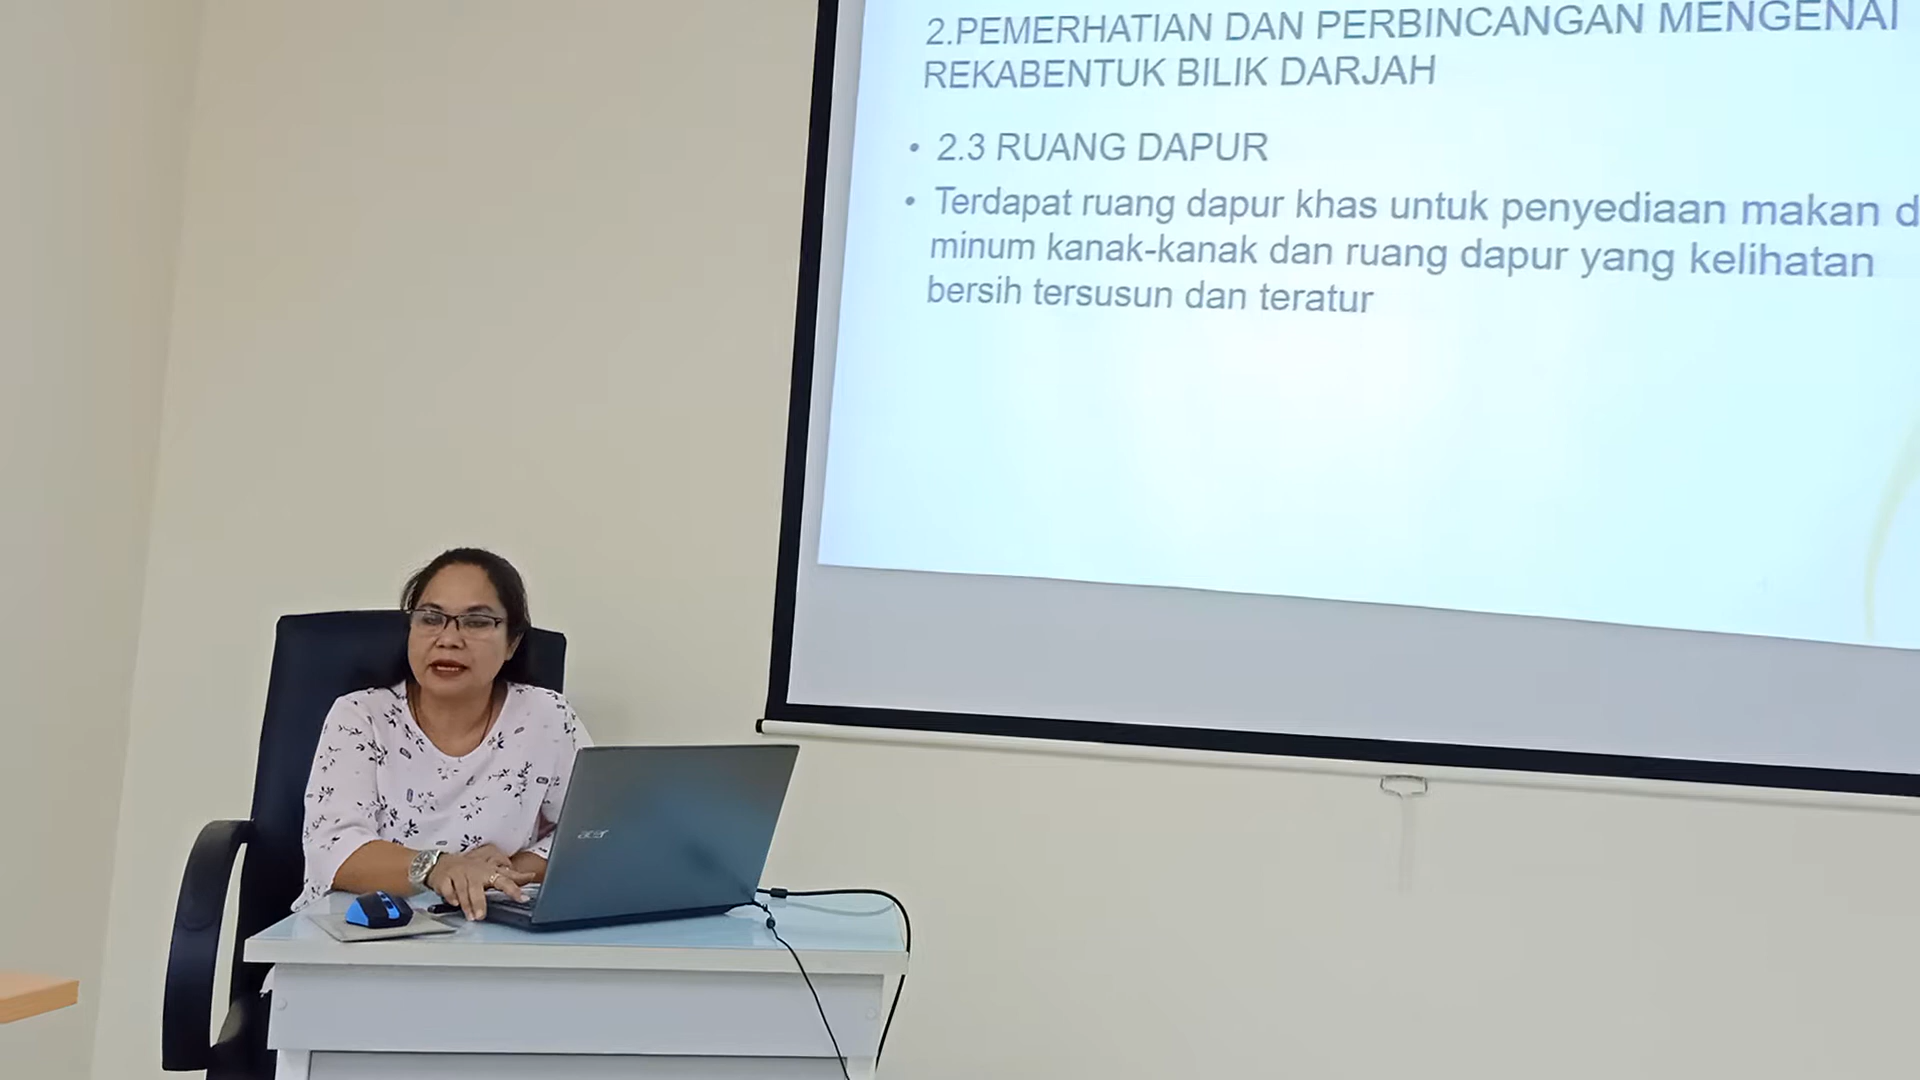 2.PEMERHATIAN DAN PERBINCANGAN MENGENAI
REKABENTUK BILIK DARJAH
• 2.3 RUANG DAPUR
• Terdapat ruang dapur khas untuk penyediaan makan d
minum kanak-kanak dan ruang dapur yang kelihatan
bersih tersusun dan teratur
acer